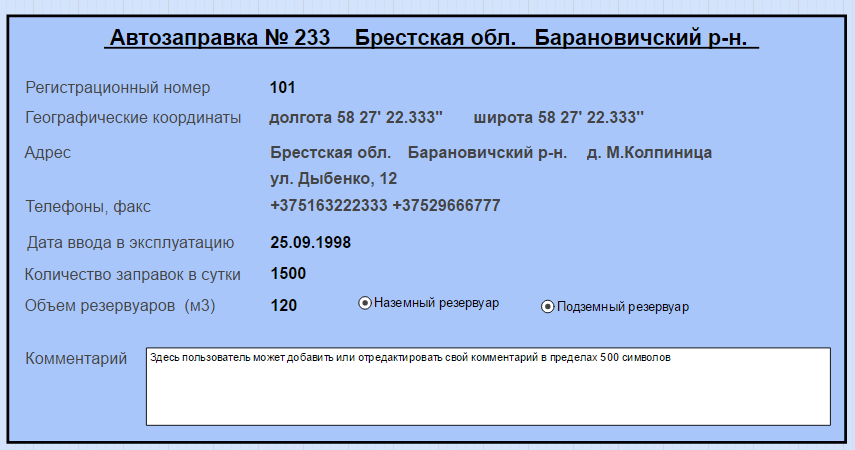 Автозаправка № 233 Брестская обл. Барановичский р-н.
Регистрационный номер 101
Географические координаты долгота 58 27' 22.333" широта 58 27' 22.333"
Адрес Брестская обл. Барановичский р-н. д. М.Колпиница
ул. Дыбенко, 12
Телефоны, факс +375163222333 +37529666777
Дата ввода в эксплуатацию 25.09.1998
Количество заправок в сутки 1500
Объем резервуаров (м3) 120 Наземный резервуар Подземный резервуар
Комментарий Здесь пользователь может добавить или отредактировать свой комментарий в пределах 500 символов